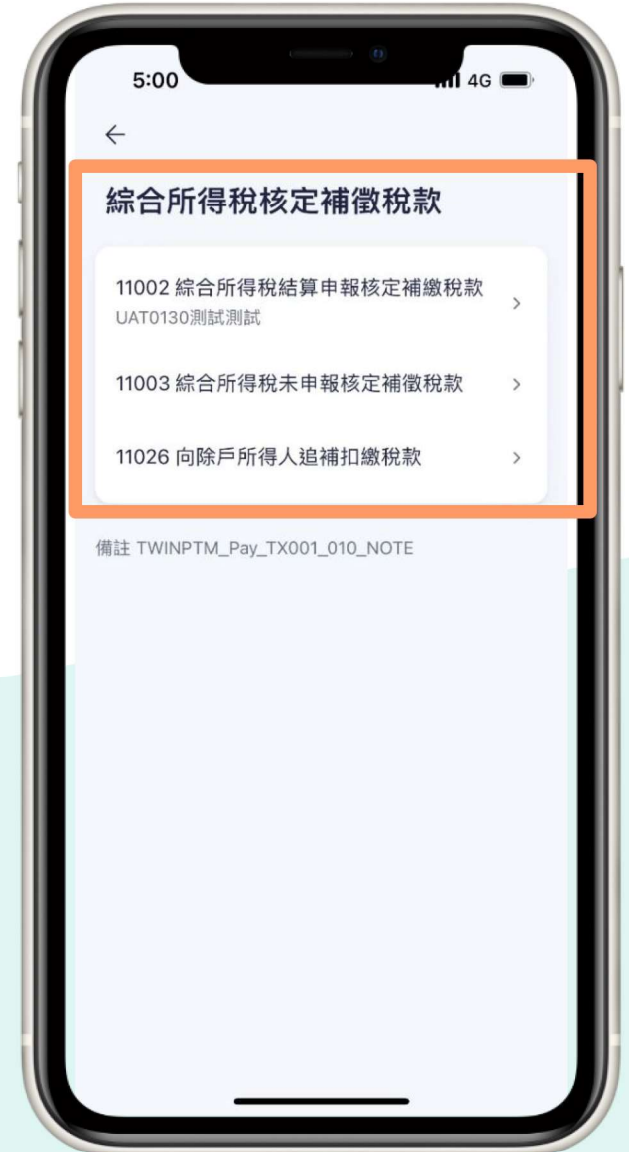 5:00
4G
綜合所得稅核定補徵稅款
11002 綜合所得稅結算申報核定補繳稅款
UAT0130測試測試
11003 綜合所得稅未申報核定補徵稅款
11026 向除戶所得人追補扣繳稅款
備註 TWINPTM_Pay_TX001_010_NOTE